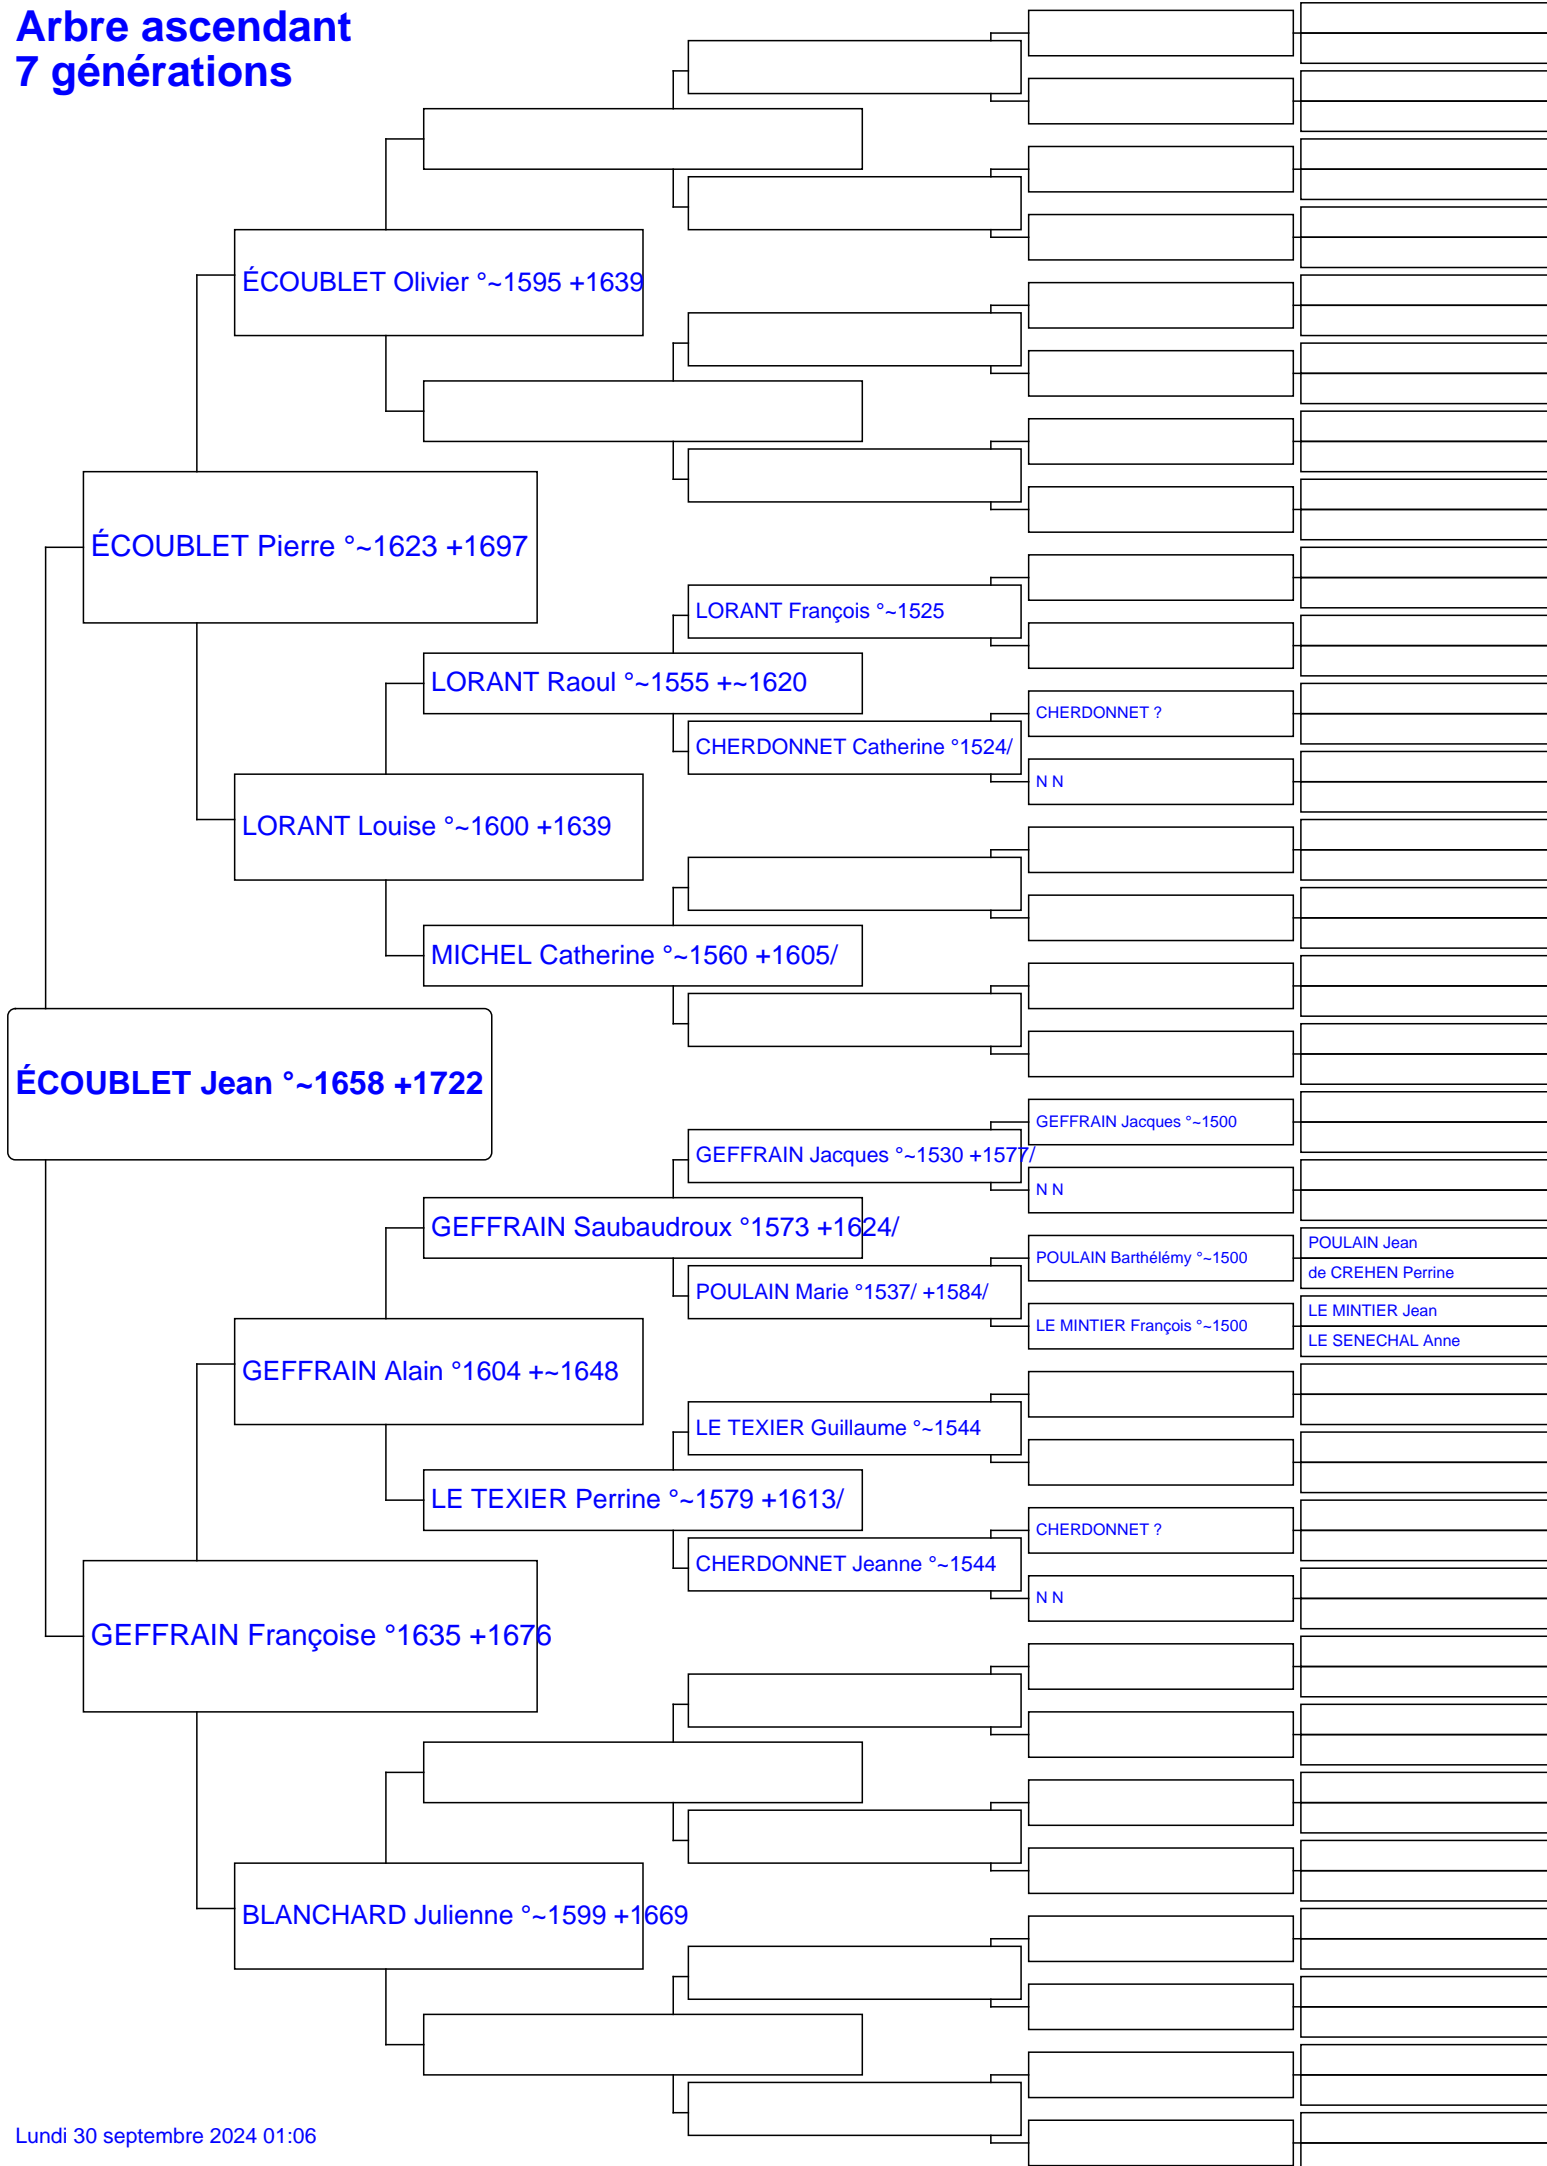 Arbre ascendant
7 générations
ÉCOUBLET Olivier °~1595 +1639
ÉCOUBLET Pierre °~1623 +1697
LORANT François °~1525
LORANT Raoul °~1555 +~1620
CHERDONNET ?
CHERDONNET Catherine °1524/
N N
LORANT Louise °~1600 +1639
MICHEL Catherine °~1560 +1605/
ÉCOUBLET Jean °~1658 +1722
GEFFRAIN Jacques °~1500
GEFFRAIN Jacques °~1530 +1577/
N N
GEFFRAIN Saubaudroux °1573 +1624/
POULAIN Jean
POULAIN Barthélémy °~1500
de CREHEN Perrine
POULAIN Marie °1537/ +1584/
LE MINTIER Jean
LE MINTIER François °~1500
LE SENECHAL Anne
GEFFRAIN Alain °1604 +~1648
LE TEXIER Guillaume °~1544
LE TEXIER Perrine °~1579 +1613/
CHERDONNET ?
CHERDONNET Jeanne °~1544
N N
GEFFRAIN Françoise °1635 +1676
BLANCHARD Julienne °~1599 +1669
Lundi 30 septembre 2024 01:06